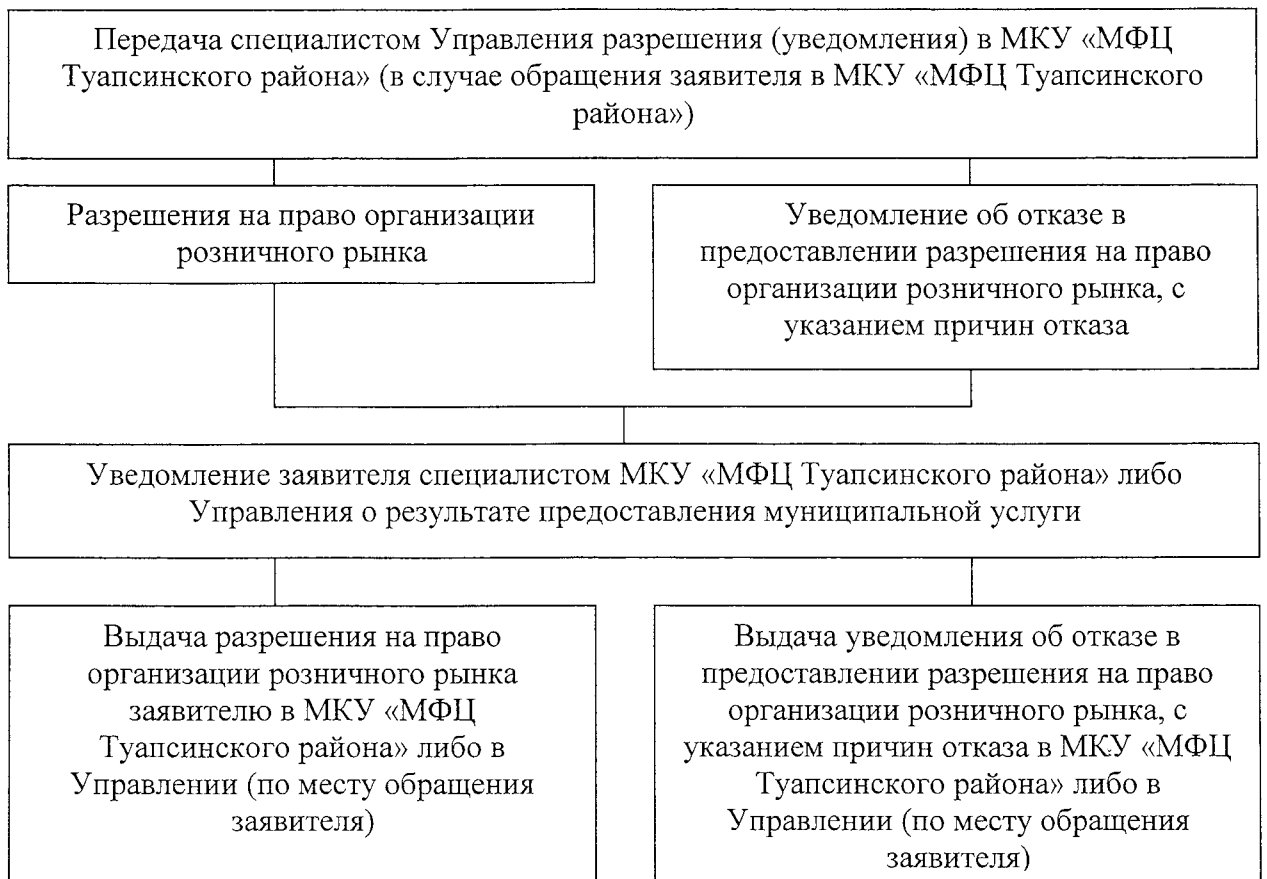 Передача специалистом Управления разрешения (уведомления) в МКУ «МФЦ
Туапсинского района» (в случае обращения заявителя в МКУ «МФЦ Туапсинского
района»)
Разрешения на право организации
розничного рынка
Уведомление об отказе в
предоставлении разрешения на право
организации розничного рынка, с
указанием причин отказа
Уведомление заявителя специалистом МКУ «МФЦ Туапсинского района» либо
Управления о результате предоставления муниципальной услуги
Выдача разрешения на право
организации розничного рынка
заявителю в МКУ «МФЦ
Туапсинского района» либо в
Управлении (по месту обращения
заявителя)
Выдача уведомления об отказе в
предоставлении разрешения на право
организации розничного рынка, с
указанием причин отказа в МКУ «МФЦ
Туапсинского района» либо в
Управлении (по месту обращения
заявителя)